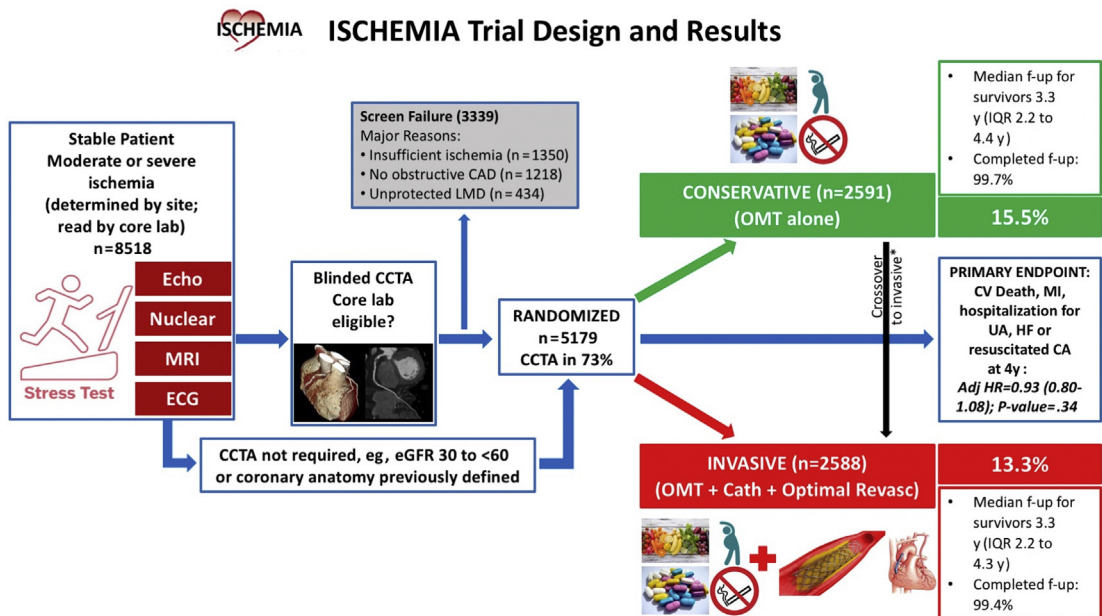 ISCHEMIA
ISCHEMIA Trial Design and Results
Stable Patient
Moderate or severe
ischemia
(determined by site;
read by core lab)
n=8518
Stress Test
Echo
Nuclear
MRI
ECG
Screen Failure (3339)
Major Reasons:
• Insufficient ischemia (n=1350)
• No obstructive CAD (n=1218)
• Unprotected LMD (n=434)
Blinded CCTA
Core lab
eligible?
CCTA not required, eg, eGFR 30 to <60
or coronary anatomy previously defined
RANDOMIZED
n=5179
CCTA in 73%
CONSERVATIVE (n=2591)
(OMT alone)
• Median f-up for
survivors 3.3
y (IQR 2.2 to
4.4 y)
• Completed f-up:
99.7%
15.5%
Crossover
to invasive*
PRIMARY ENDPOINT:
CV Death, MI,
hospitalization for
UA, HF or
resuscitated CA
at 4y :
Adj HR=0.93 (0.80-
1.08); P-value=.34
INVASIVE (n=2588)
(OMT + Cath + Optimal Revasc)
13.3%
• Median f-up for
survivors 3.3
y (IQR 2.2 to
4.3 y)
• Completed f-up:
99.4%